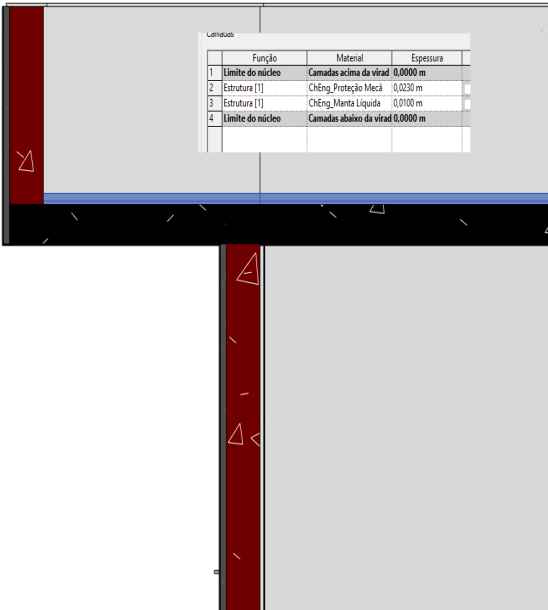 Camadas
Função Material Espessura
1 Limite do núcleo Camadas acima da virad 0,0000 m
2 Estrutura [1] ChEng_Proteção Mecâ 0,0230 m
3 Estrutura [1] ChEng_Manta Líquida 0,0100 m
4 Limite do núcleo Camadas abaixo da virad 0,0000 m